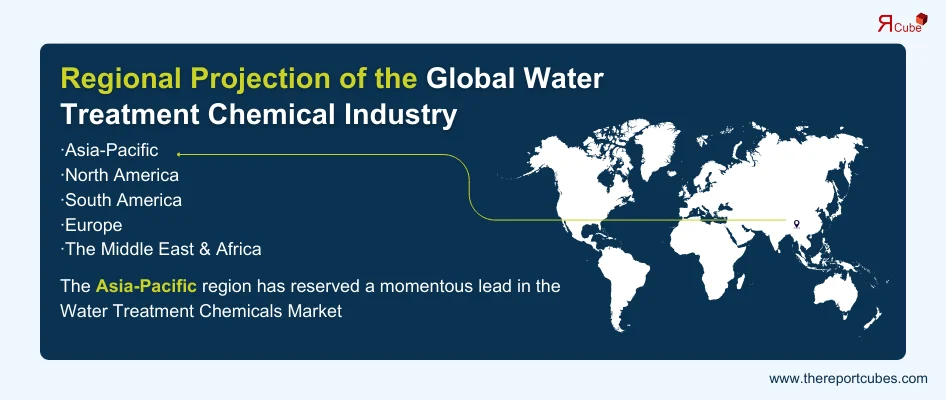 ЯCube
Regional Projection of the Global Water
Treatment Chemical Industry
·Asia-Pacific
·North America
·South America
·Europe
·The Middle East & Africa
The Asia-Pacific region has reserved a momentous lead in the
Water Treatment Chemicals Market
www.thereportcubes.com